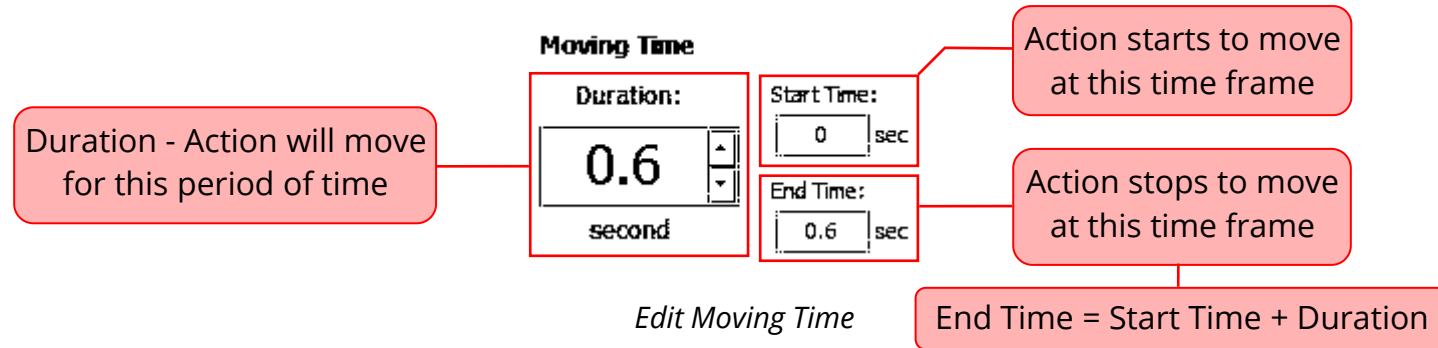 Moving Time
Duration - Action will move
for this period of time
Duration:
0.6
second
Start Time:
0 sec
End Time:
0.6 sec
Action starts to move
at this time frame
Action stops to move
at this time frame
End Time = Start Time + Duration
Edit Moving Time